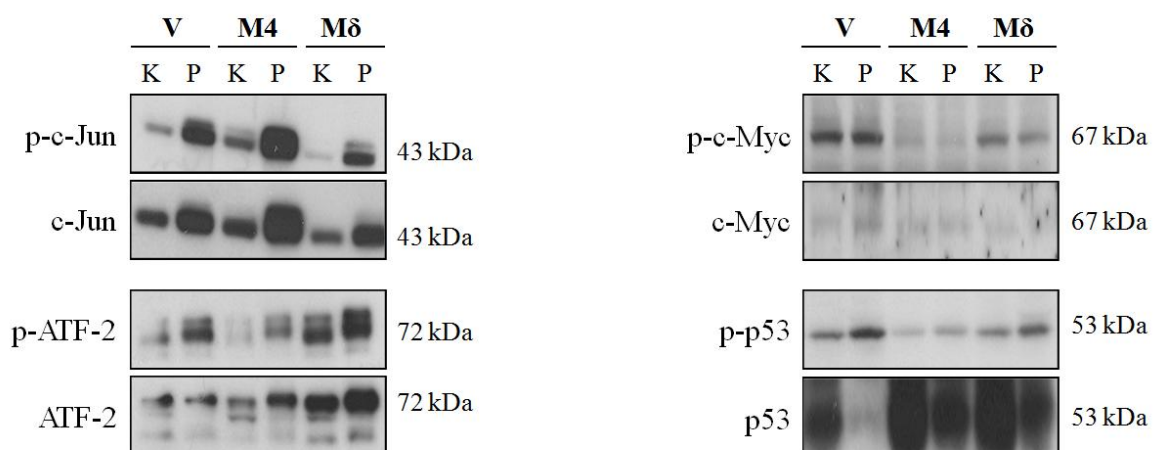 V M4 Mδ
K P K P K P
p-c-Jun 43 kDa
c-Jun 43 kDa
p-ATF-2 72 kDa
ATF-2 72 kDa
V M4 Mδ
K P K P K P
p-c-Myc 67 kDa
c-Myc 67 kDa
p-p53 53 kDa
p53 53 kDa